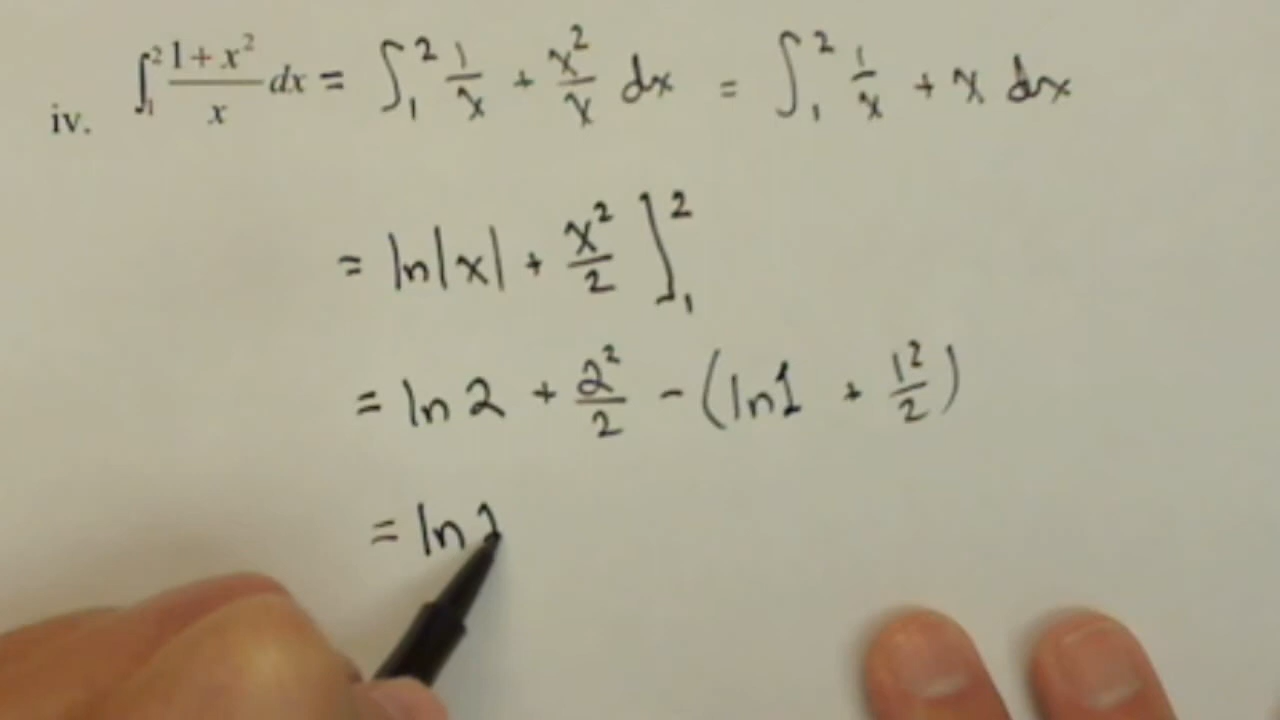 iv. ∫₁² (1 + x²)/x dx = ∫₁² 1/x + x²/x dx = ∫₁² 1/x + x dx
= ln|x| + x²/2 ]₁²
= ln 2 + 2²/2 − (ln 1 + 1²/2)
= ln 2